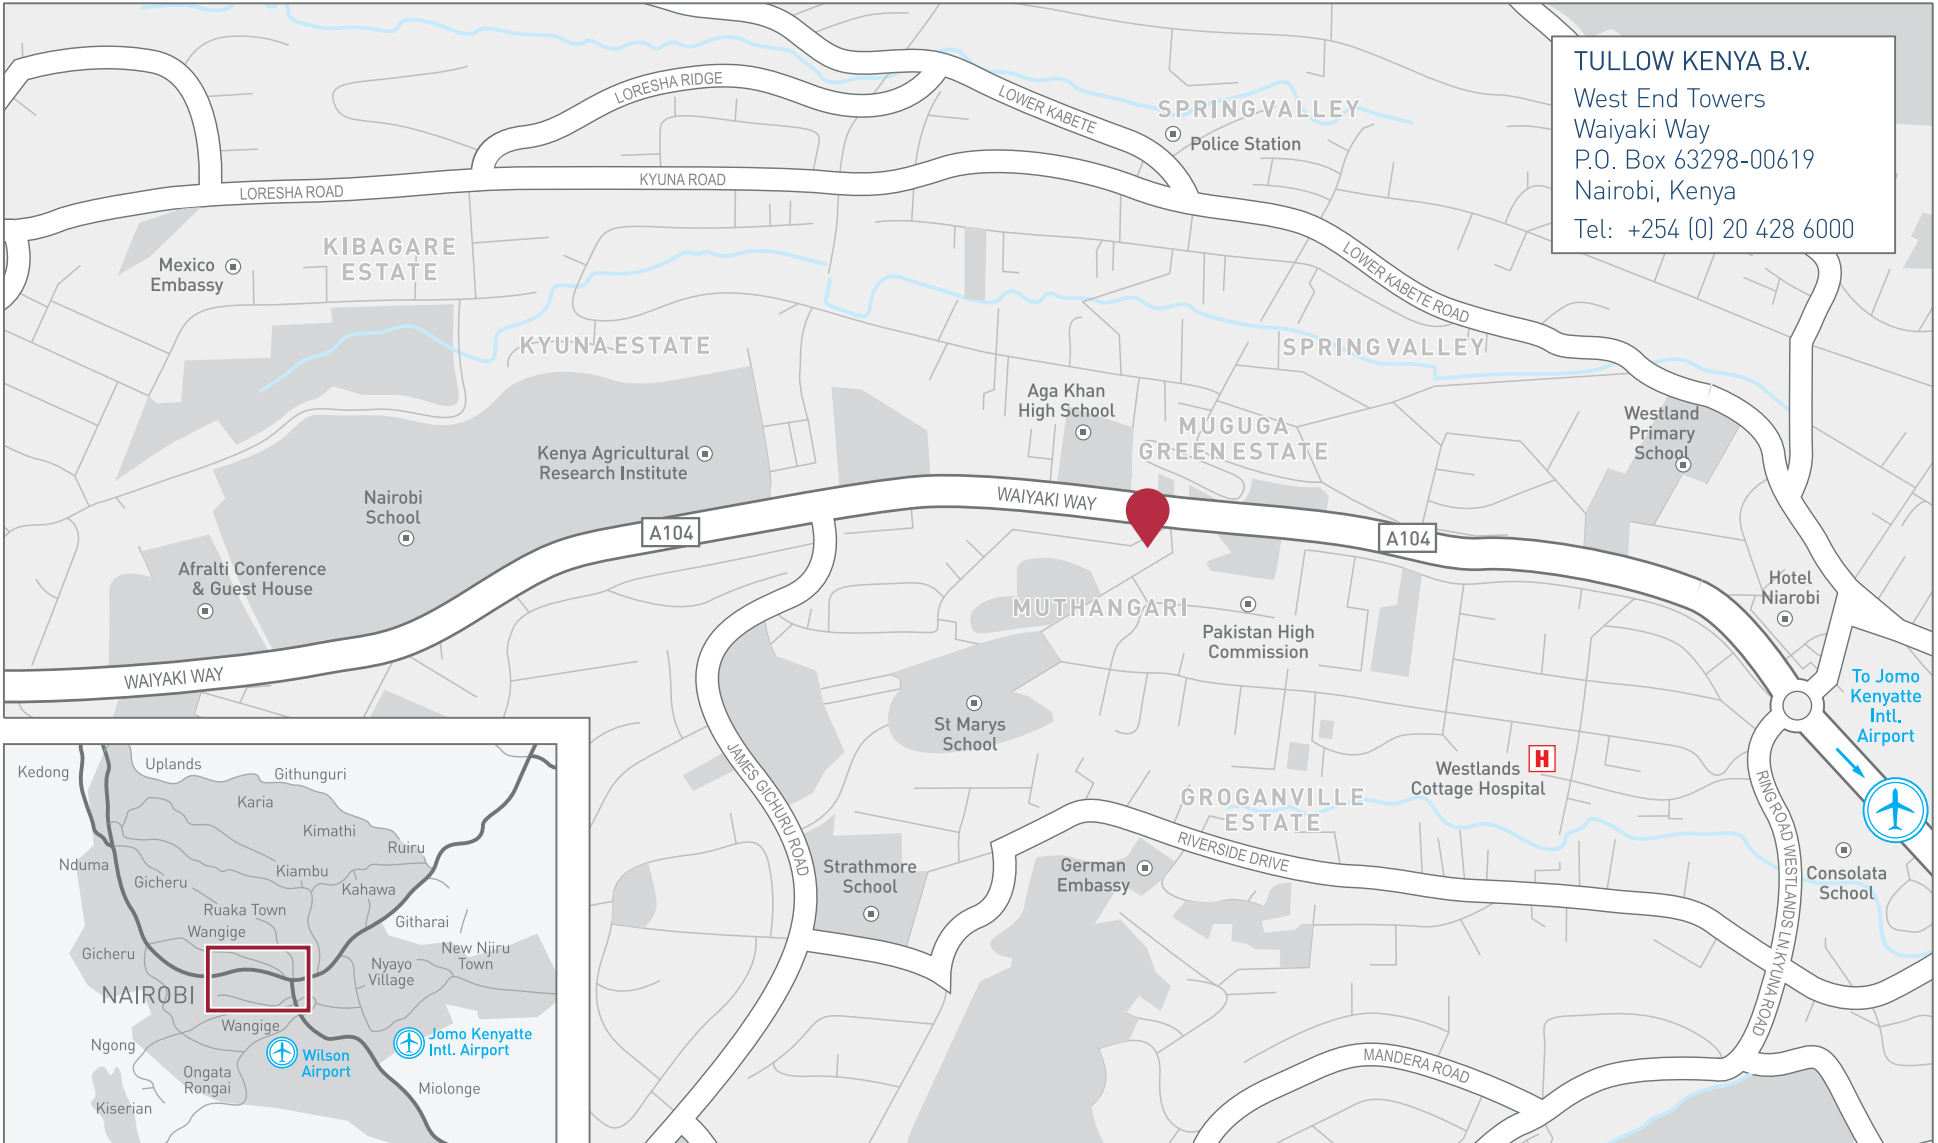 TULLOW KENYA B.V.
West End Towers
Waiyaki Way
P.O. Box 63298-00619
Nairobi, Kenya
Tel: +254 (0) 20 428 6000
LORESHA RIDGE
LOWER KABETE
SPRING VALLEY
Police Station
LORESHA ROAD
KYUNA ROAD
KIBAGARE
ESTATE
Mexico
Embassy
LOWER KABETE ROAD
KYUNA ESTATE
SPRING VALLEY
Aga Khan
High School
MUGUGA
GREEN ESTATE
Westland
Primary
School
Kenya Agricultural
Research Institute
Nairobi
School
WAIYAKI WAY
A104
A104
Afralti Conference
& Guest House
Hotel
Niarobi
MUTHANGARI
Pakistan High
Commission
WAIYAKI WAY
To Jomo
Kenyatte
Intl.
Airport
St Marys
School
JAMES GICHURU ROAD
Westlands
Cottage Hospital
H
GROGANVILLE
ESTATE
RING ROAD WESTLANDS LN.KYUNA ROAD
RIVERSIDE DRIVE
Strathmore
School
German
Embassy
Consolata
School
MANDERA ROAD
Kedong
Uplands
Githunguri
Karia
Kimathi
Ruiru
Nduma
Gicheru
Kiambu
Kahawa
Ruaka Town
Githarai
Wangige
Gicheru
New Njiru
Town
Nyayo
Village
NAIROBI
Wangige
Jomo Kenyatte
Intl. Airport
Ngong
Wilson
Airport
Ongata
Rongai
Miolonge
Kiserian